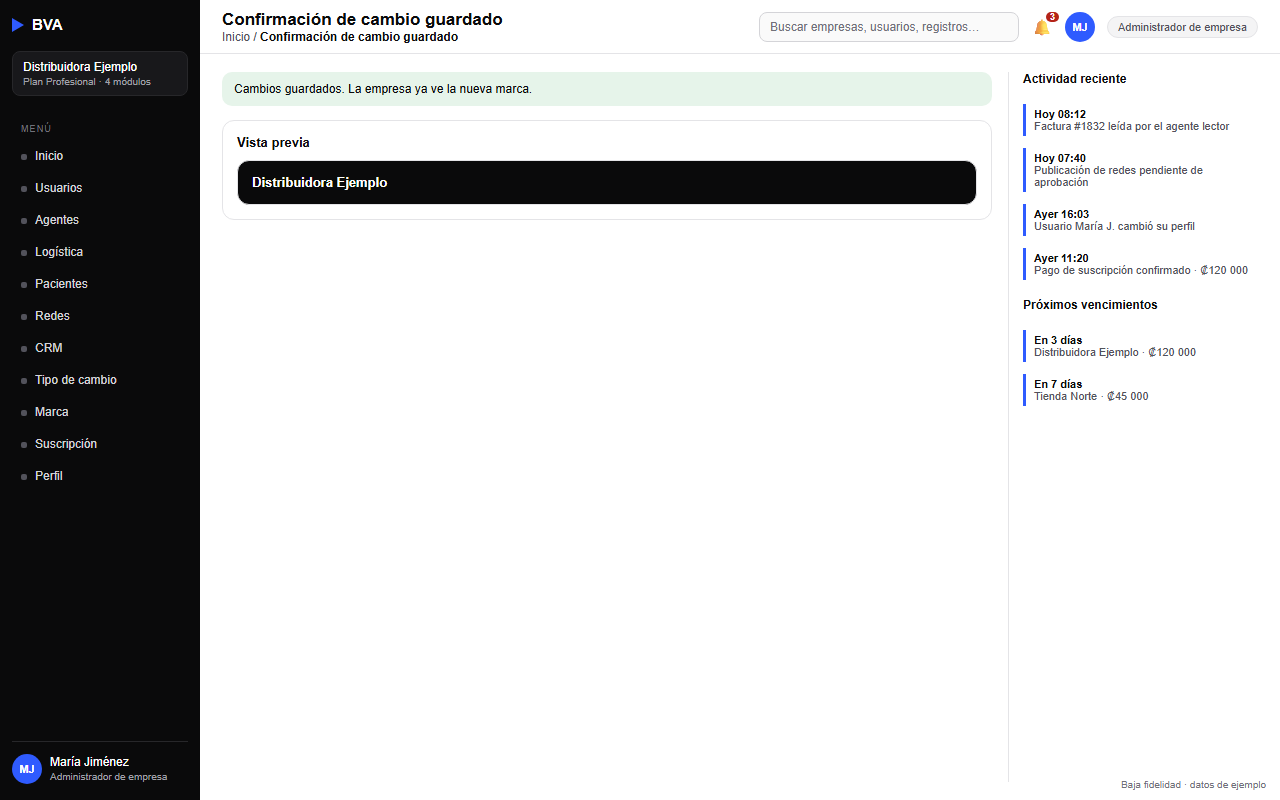 BVA
Distribuidora Ejemplo
Plan Profesional · 4 módulos
MENÚ
Inicio
Usuarios
Agentes
Logística
Pacientes
Redes
CRM
Tipo de cambio
Marca
Suscripción
Perfil
MJ
María Jiménez
Administrador de empresa
Confirmación de cambio guardado
Inicio / Confirmación de cambio guardado
Buscar empresas, usuarios, registros…
3
MJ
Administrador de empresa
Cambios guardados. La empresa ya ve la nueva marca.
Vista previa
Distribuidora Ejemplo
Actividad reciente
Hoy 08:12
Factura #1832 leída por el agente lector
Hoy 07:40
Publicación de redes pendiente de
aprobación
Ayer 16:03
Usuario María J. cambió su perfil
Ayer 11:20
Pago de suscripción confirmado · ₡120 000
Próximos vencimientos
En 3 días
Distribuidora Ejemplo · ₡120 000
En 7 días
Tienda Norte · ₡45 000
Baja fidelidad · datos de ejemplo